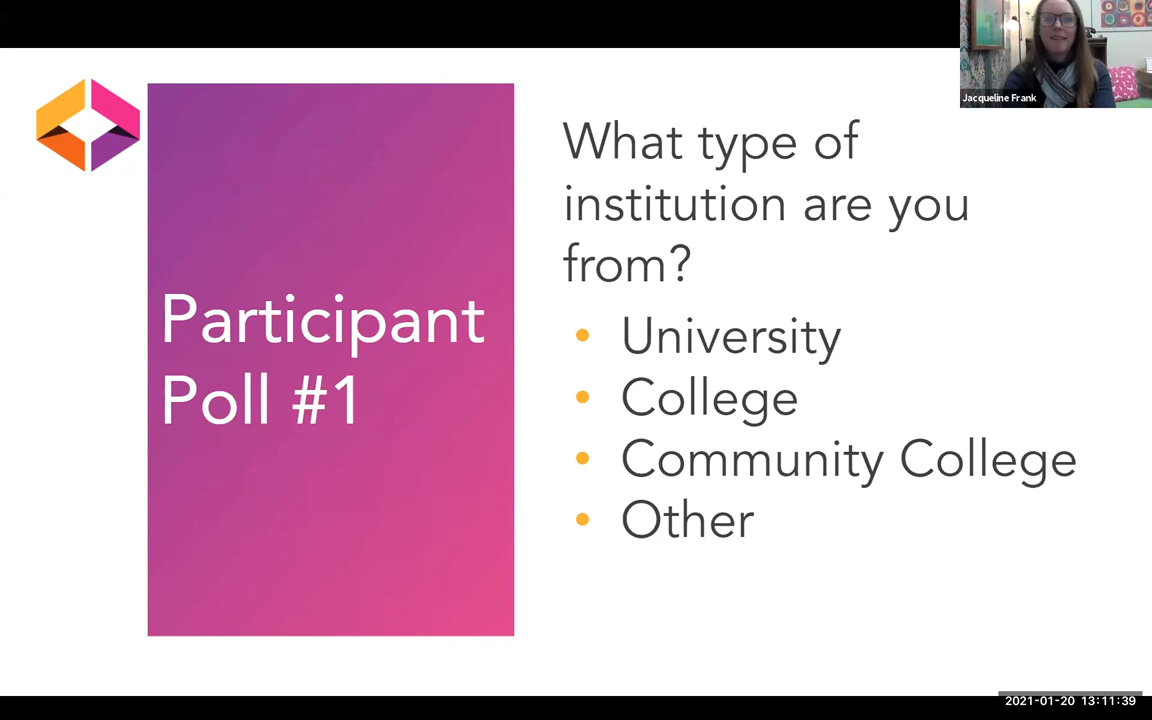 Jacqueline Frank
Participant
Poll #1
What type of
institution are you
from?
• University
• College
• Community College
• Other
2021-01-20 13:11:39